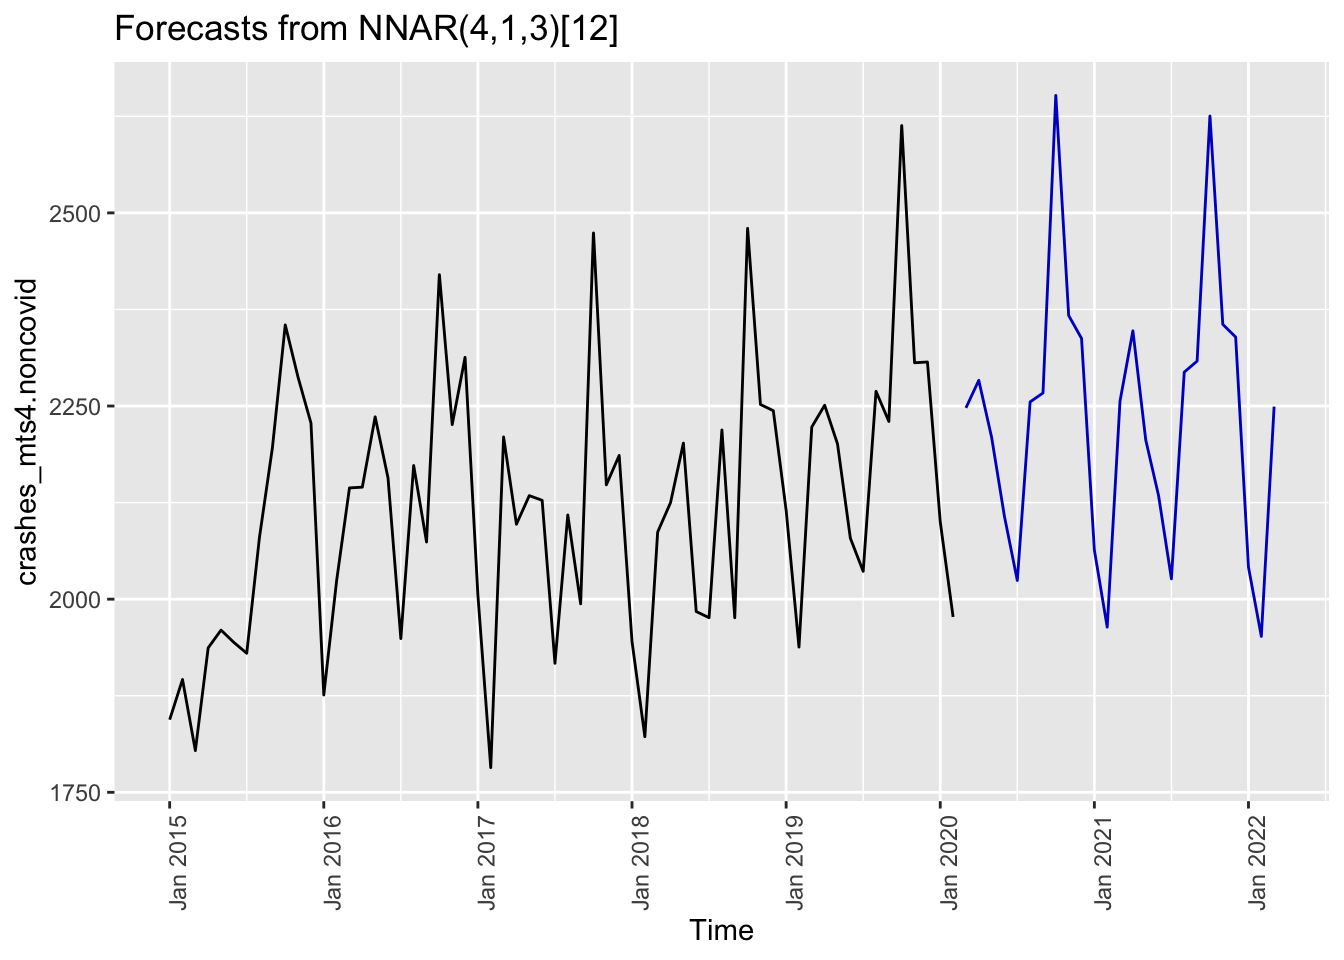 Forecasts from NNAR(4,1,3)[12]
crashes_mts4.noncovid
2500
2250
2000
1750
Jan 2015
Jan 2016
Jan 2017
Jan 2018
Jan 2019
Jan 2020
Jan 2021
Jan 2022
Time